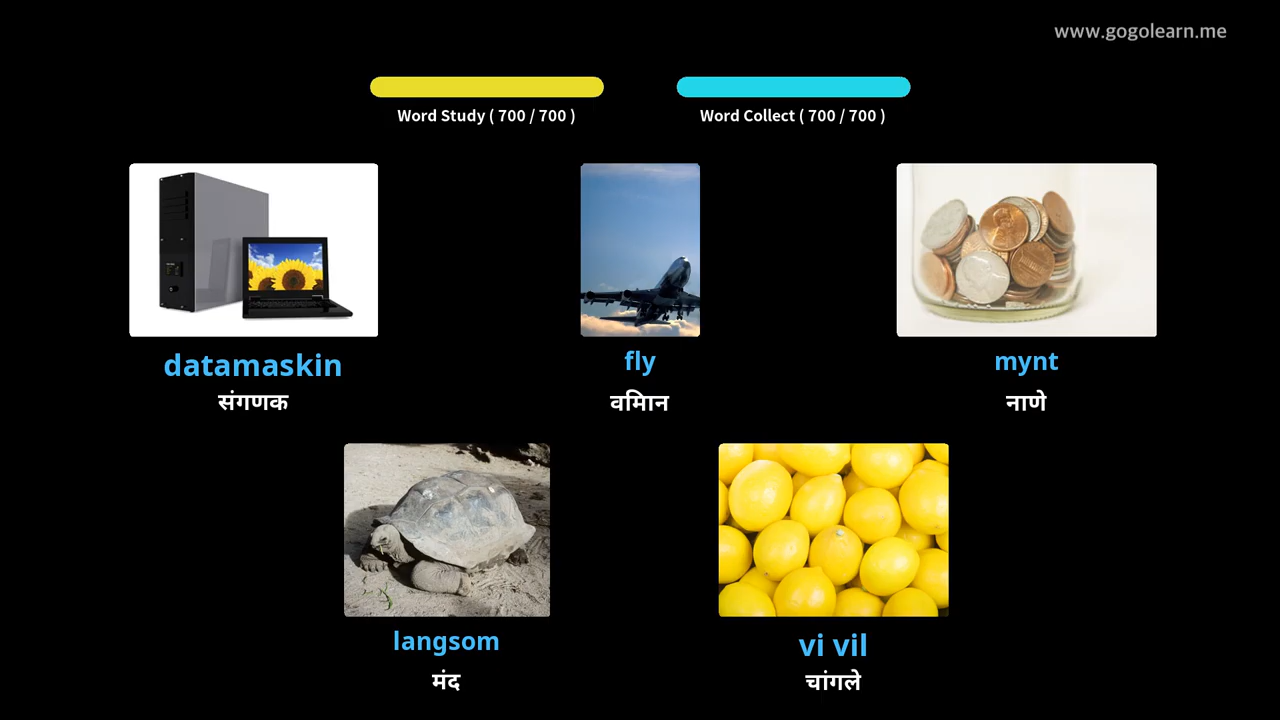 www.gogolearn.me
Word Study ( 700 / 700 )
Word Collect ( 700 / 700 )
datamaskin
संगणक
fly
विमान
mynt
नाणे
langsom
मंद
vi vil
चांगले